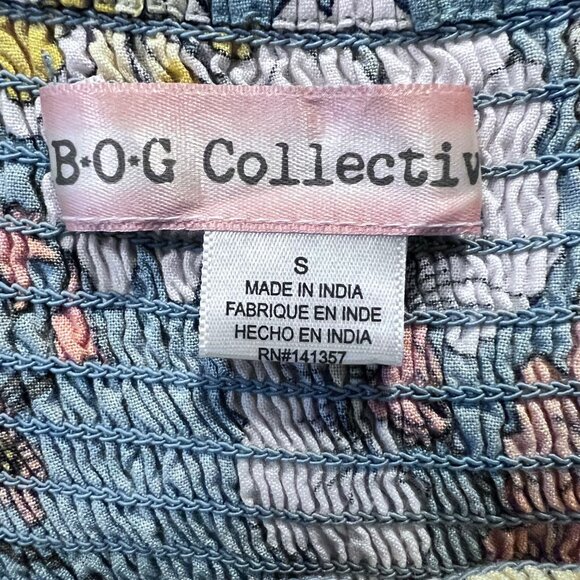 B*O*G Collectiv
S
MADE IN INDIA
FABRIQUE EN INDE
HECHO EN INDIA
RN#141357